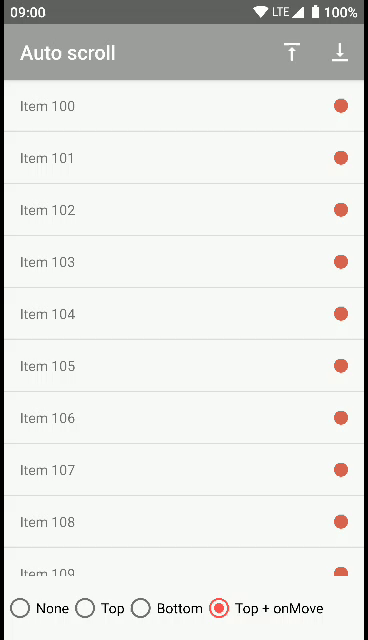 09:00 LTE 100%
Auto scroll
Item 100
Item 101
Item 102
Item 103
Item 104
Item 105
Item 106
Item 107
Item 108
Item 109
None Top Bottom Top + onMove